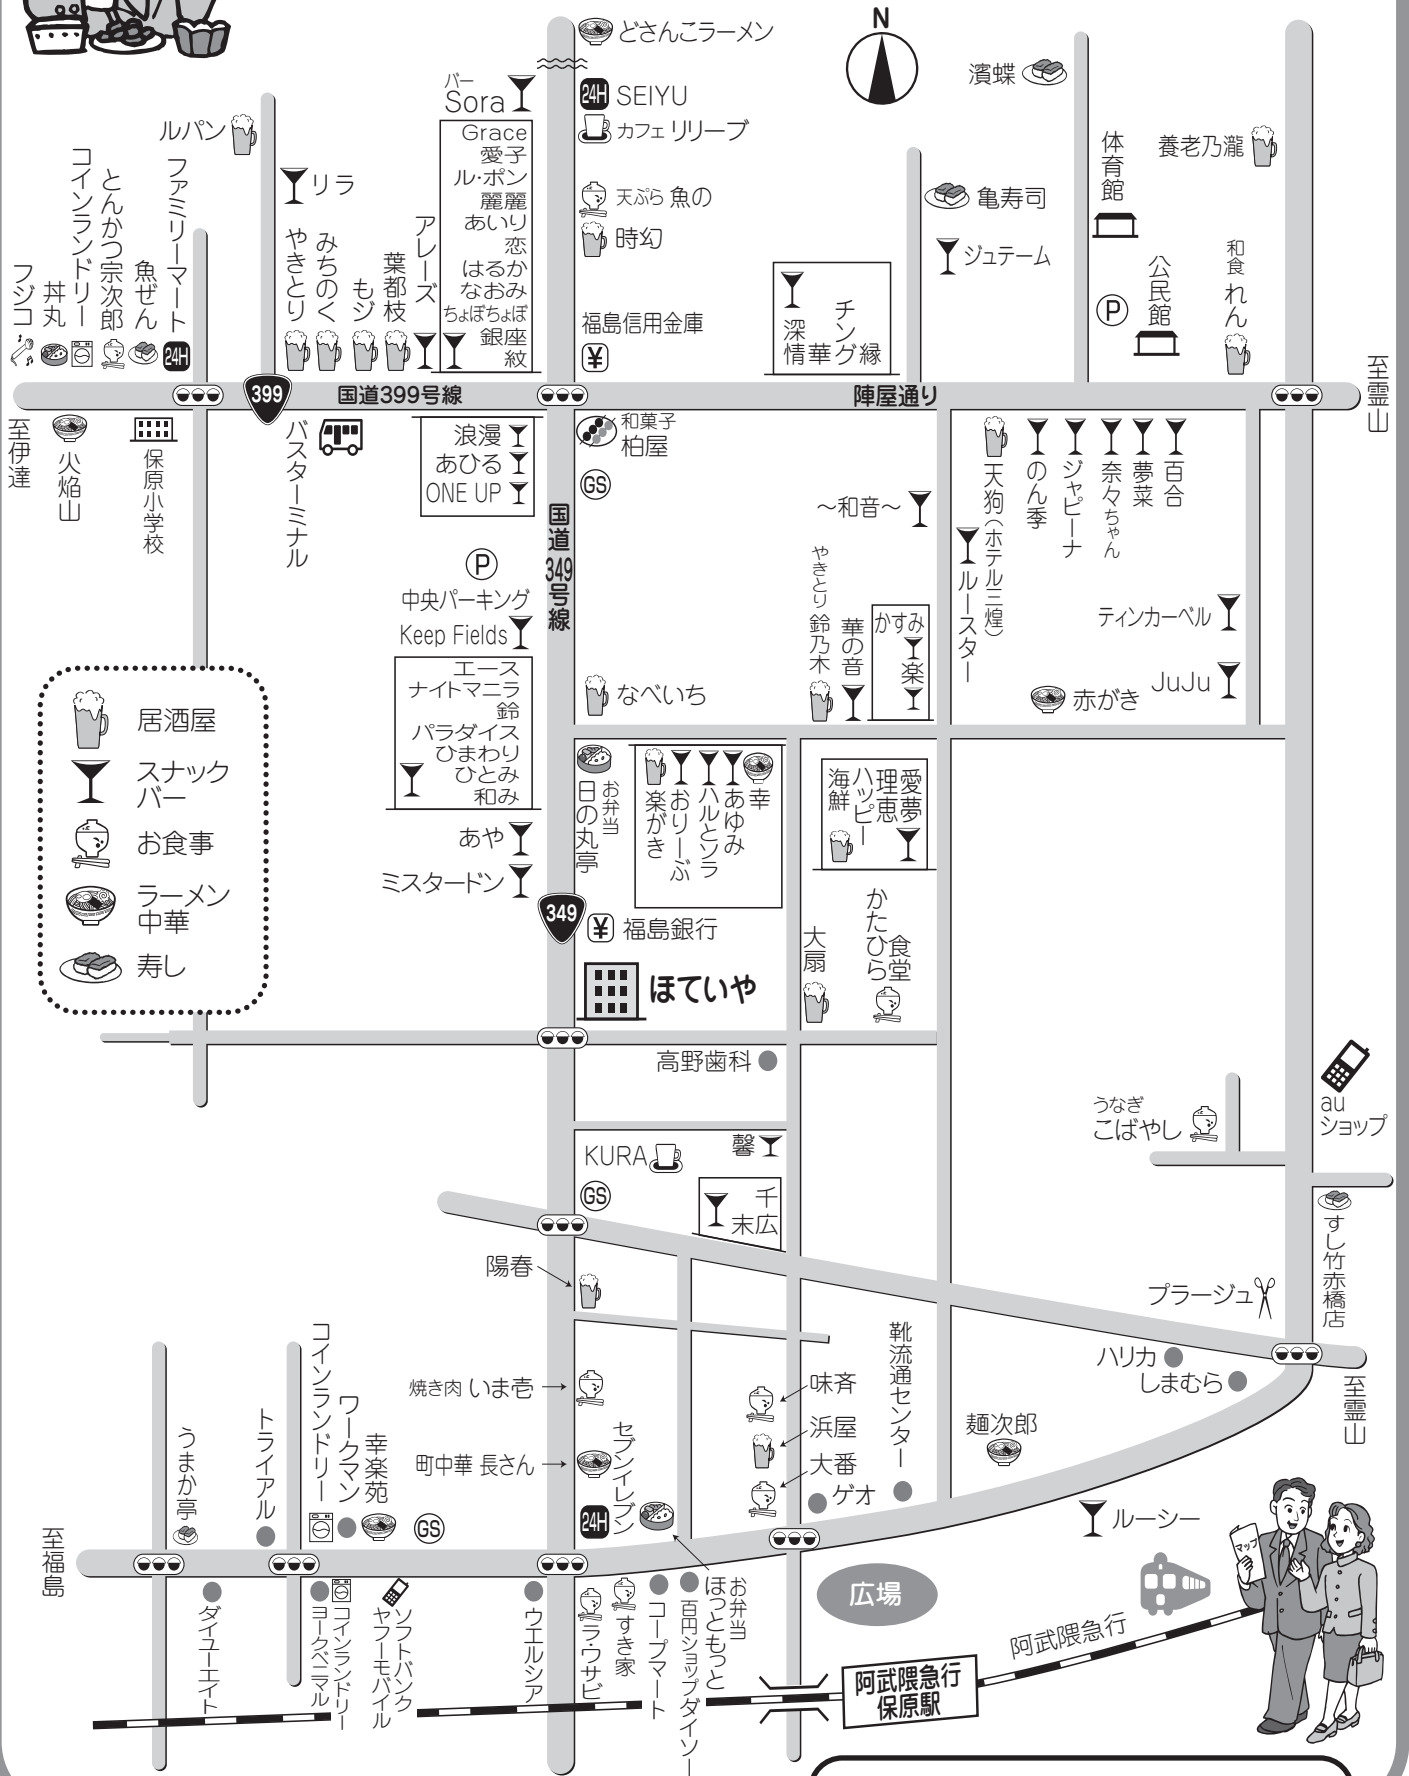 どさんこラーメン
N
濱蝶
バー
Sora
24H SEIYU
カフェ リリーブ
ルパン
体育館
養老乃瀧
Grace
愛子
ル・ポン
麗麗
あいり
恋
はるか
なおみ
ちょぼちょぼ
銀座
紋
リラ
天ぷら 魚の
時幻
亀寿司
ジュテーム
フジコ
丼丸
コインランドリー
とんかつ宗次郎
魚ぜん
ファミリーマート
24H
やきとり
みちのく
もジ
葉都枝
アレーズ
福島信用金庫
¥
深情
華
チング
縁
P
公民館
和食 れん
至霊山
399
国道399号線
陣屋通り
至伊達
火焔山
保原小学校
バスターミナル
浪漫
あひる
ONE UP
和菓子
柏屋
GS
国道349号線
〜和音〜
天狗(ホテル三煌)
のん季
ジャピーナ
奈々ちゃん
夢菜
百合
ルースター
P
中央パーキング
Keep Fields
やきとり 鈴乃木
華の音
かすみ
楽
ティンカーベル
JuJu
赤がき
エース
ナイトマニラ
鈴
パラダイス
ひまわり
ひとみ
和み
なべいち
居酒屋
スナック
バー
お食事
ラーメン
中華
寿し
お弁当
日の丸亭
楽がき
おりーぶ
ハルとソラ
あゆみ
幸
海鮮
ハッピー
理恵
愛夢
あや
ミスタードン
349
¥ 福島銀行
ほていや
大扇
かたひら
食堂
高野歯科
うなぎ
こばやし
au
ショップ
KURA
馨
GS
千
末広
陽春
すし竹赤橋店
プラージュ
ハリカ
しまむら
至霊山
焼き肉 いま壱
町中華 長さん
セブンイレブン
24H
味斉
浜屋
大番
ゲオ
靴流通センター
麺次郎
うまか亭
トライアル
コインランドリー
ワークマン
幸楽苑
GS
至福島
ルーシー
マップ
ダイユーエイト
ヨークベニマル
コインランドリー
ソフトバンク
ヤフーモバイル
ウエルシア
ラ・ウサビ
すき家
コープマート
百円ショップダイソー
お弁当
ほっともっと
広場
阿武隈急行
阿武隈急行
保原駅